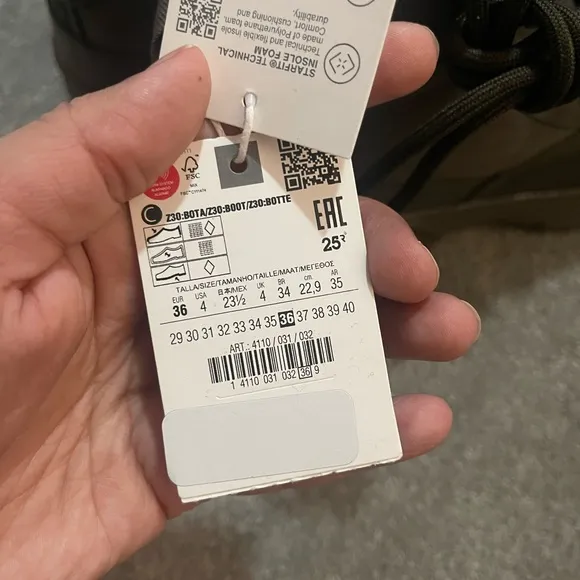 STARFIT® TECHNICAL
INSOLE FOAM
Technical and flexible insole
made of Polyurethane foam.
Comfort, cushioning and
durability.
FSC
MIX
Z30:BOTA/Z30:BOOT/Z30:BOTTE
EAC
25
TALLA/SIZE/TAMANHO/TAILLE/MAAT/ΜΕΓΕΘΟΣ
EUR USA 日本/MEX UK BR cm AR
36 4 23½ 4 34 22,9 35
29 30 31 32 33 34 35 36 37 38 39 40
ART.: 4110 / 031 / 032
1 4110 031 032 36 9